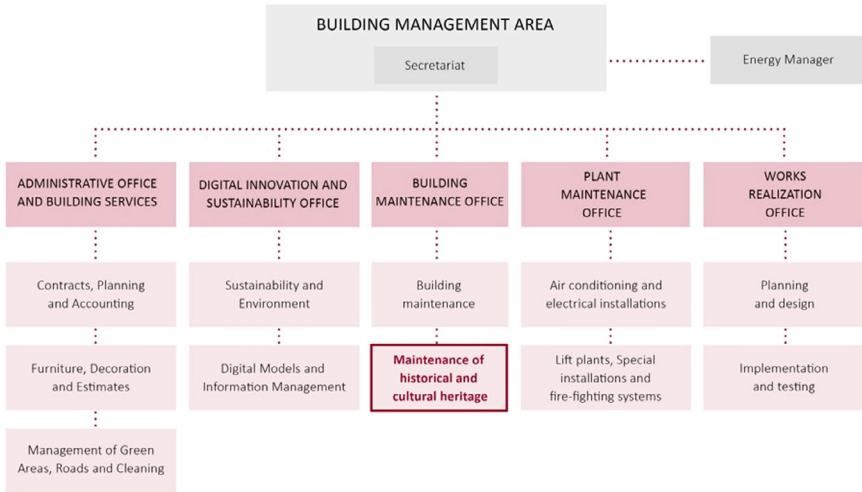 BUILDING MANAGEMENT AREA
Secretariat
Energy Manager
ADMINISTRATIVE OFFICE
AND BUILDING SERVICES
DIGITAL INNOVATION AND
SUSTAINABILITY OFFICE
BUILDING
MAINTENANCE OFFICE
PLANT
MAINTENANCE
OFFICE
WORKS
REALIZATION
OFFICE
Contracts, Planning
and Accounting
Sustainability and
Environment
Building
maintenance
Air conditioning and
electrical installations
Planning
and design
Furniture, Decoration
and Estimates
Digital Models and
Information Management
Maintenance of
historical and
cultural heritage
Lift plants, Special
installations and
fire-fighting systems
Implementation
and testing
Management of Green
Areas, Roads and Cleaning